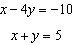 x − 4y = −10
x + y = 5